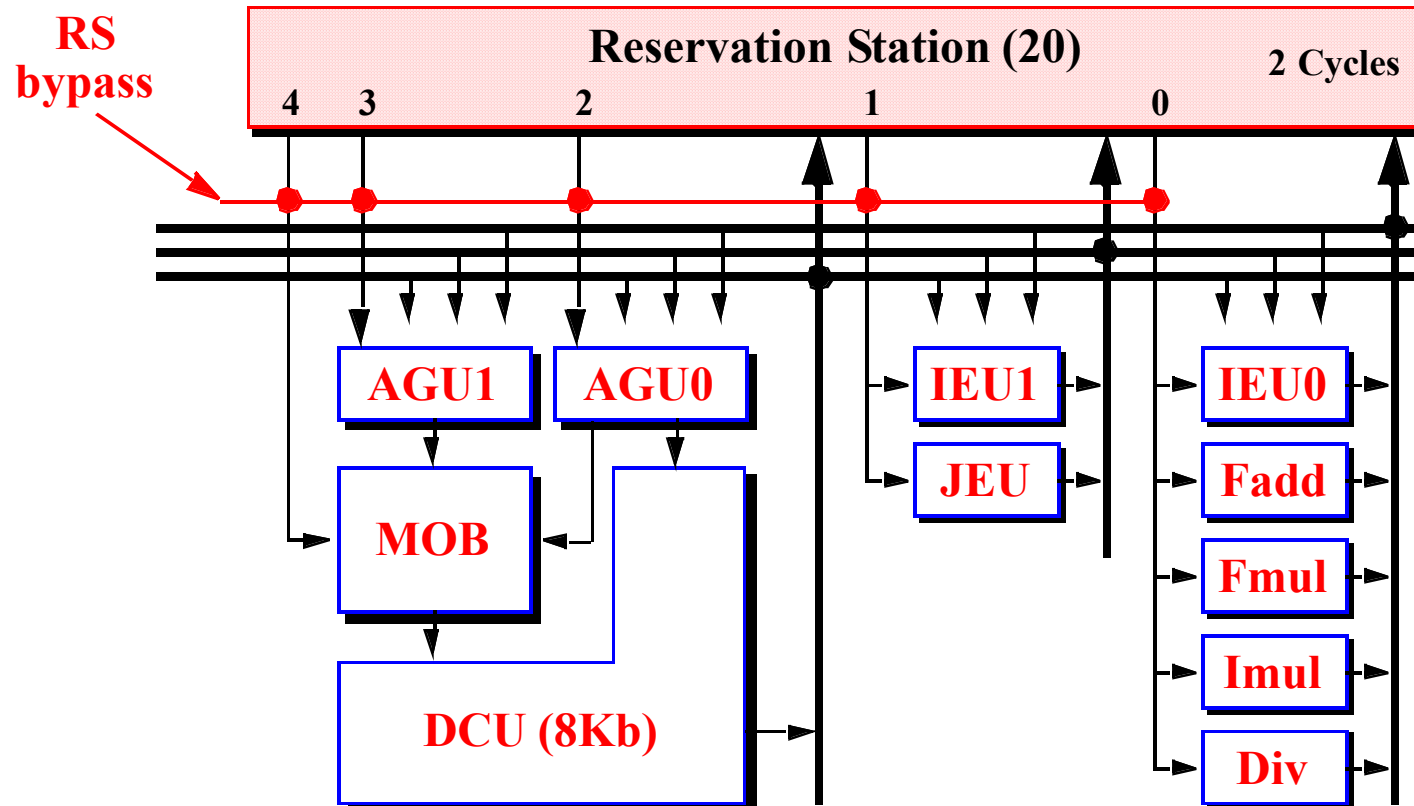 RS
bypass
Reservation Station (20)
2 Cycles
4
3
2
1
0
AGU1
AGU0
IEU1
IEU0
JEU
Fadd
MOB
Fmul
Imul
DCU (8Kb)
Div